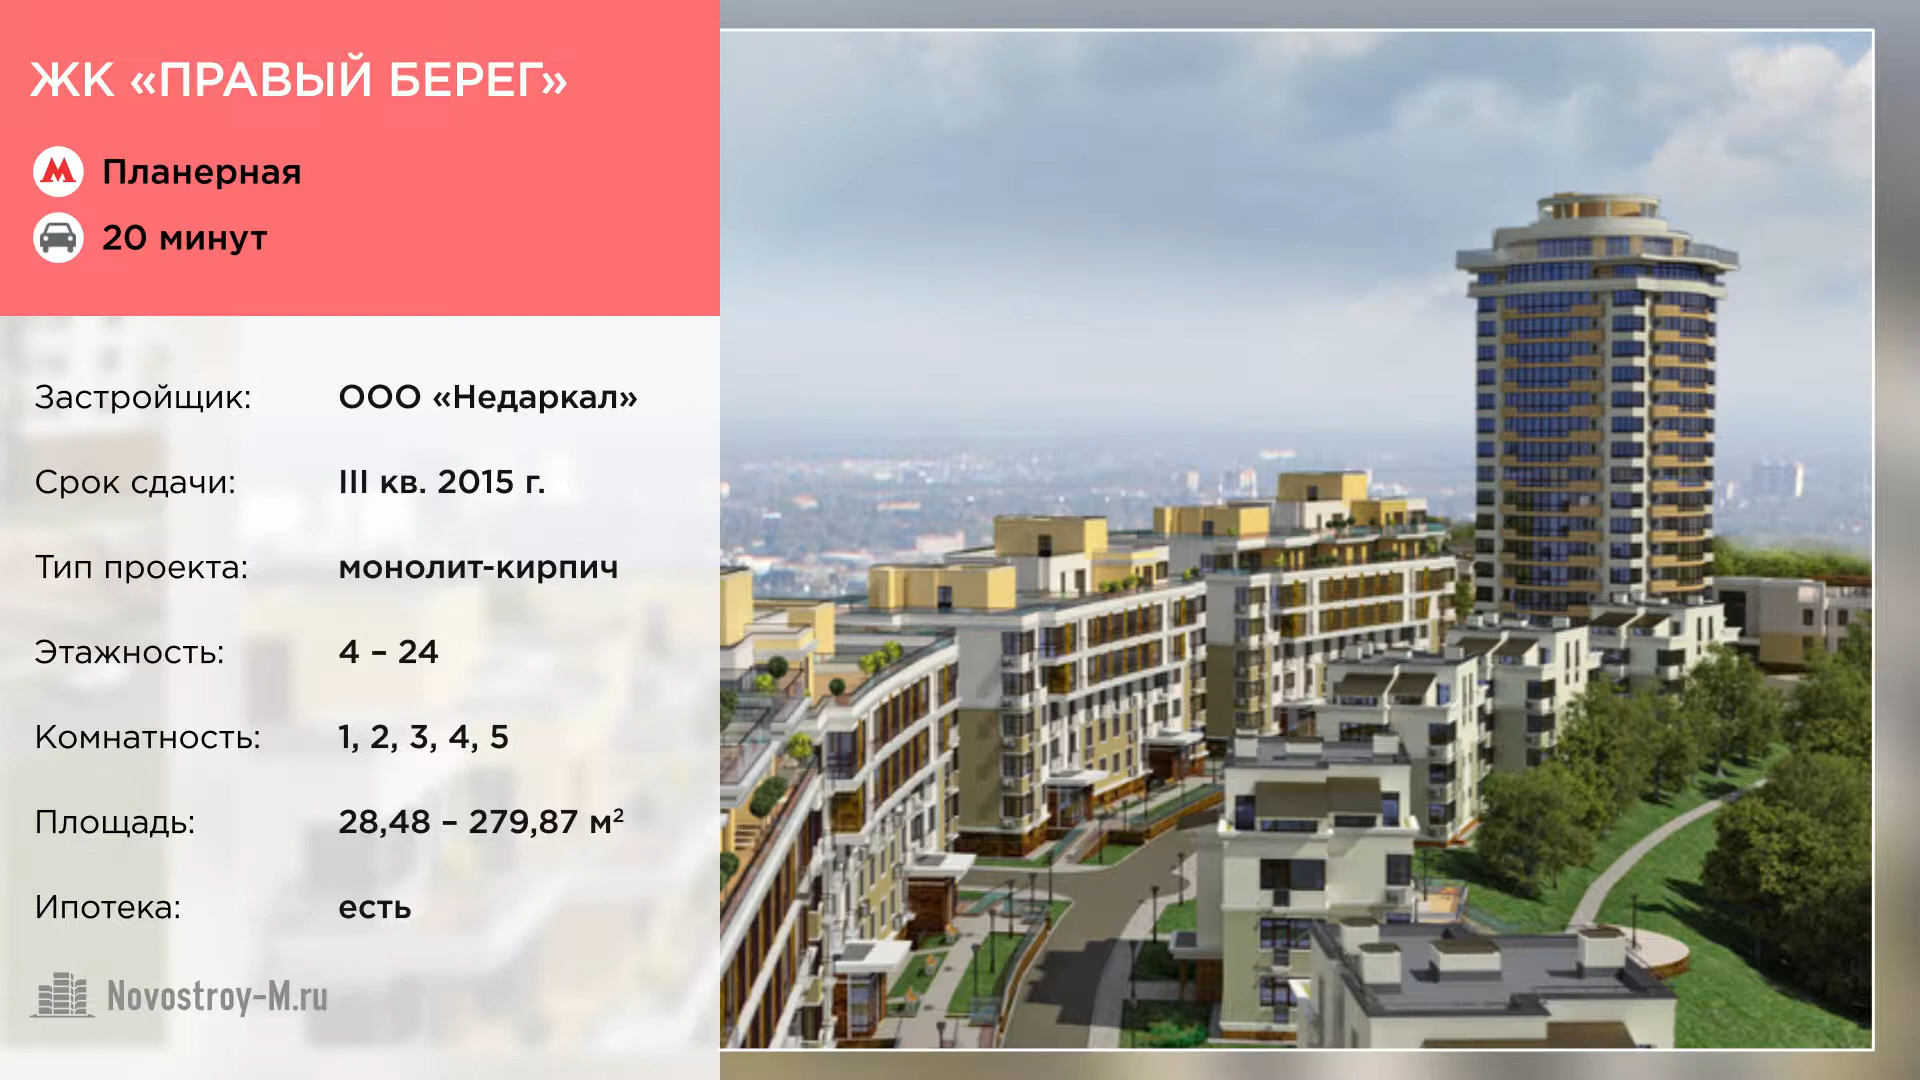 ЖК «ПРАВЫЙ БЕРЕГ»
Планерная
20 минут
Застройщик: ООО «Недаркал»
Срок сдачи: III кв. 2015 г.
Тип проекта: монолит-кирпич
Этажность: 4 – 24
Комнатность: 1, 2, 3, 4, 5
Площадь: 28,48 – 279,87 м²
Ипотека: есть
Novostroy-M.ru